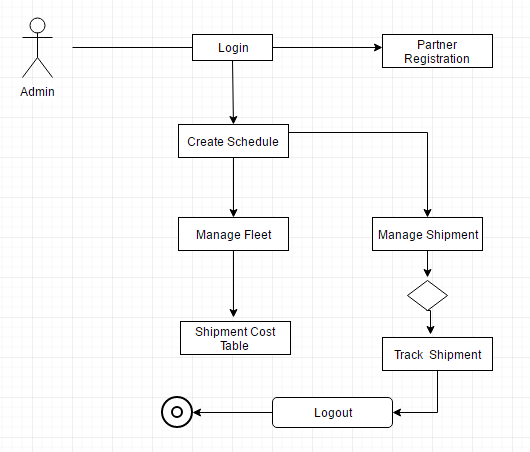 Login
Partner
Registration
Admin
Create Schedule
Manage Fleet
Manage Shipment
Shipment Cost
Table
Track Shipment
Logout